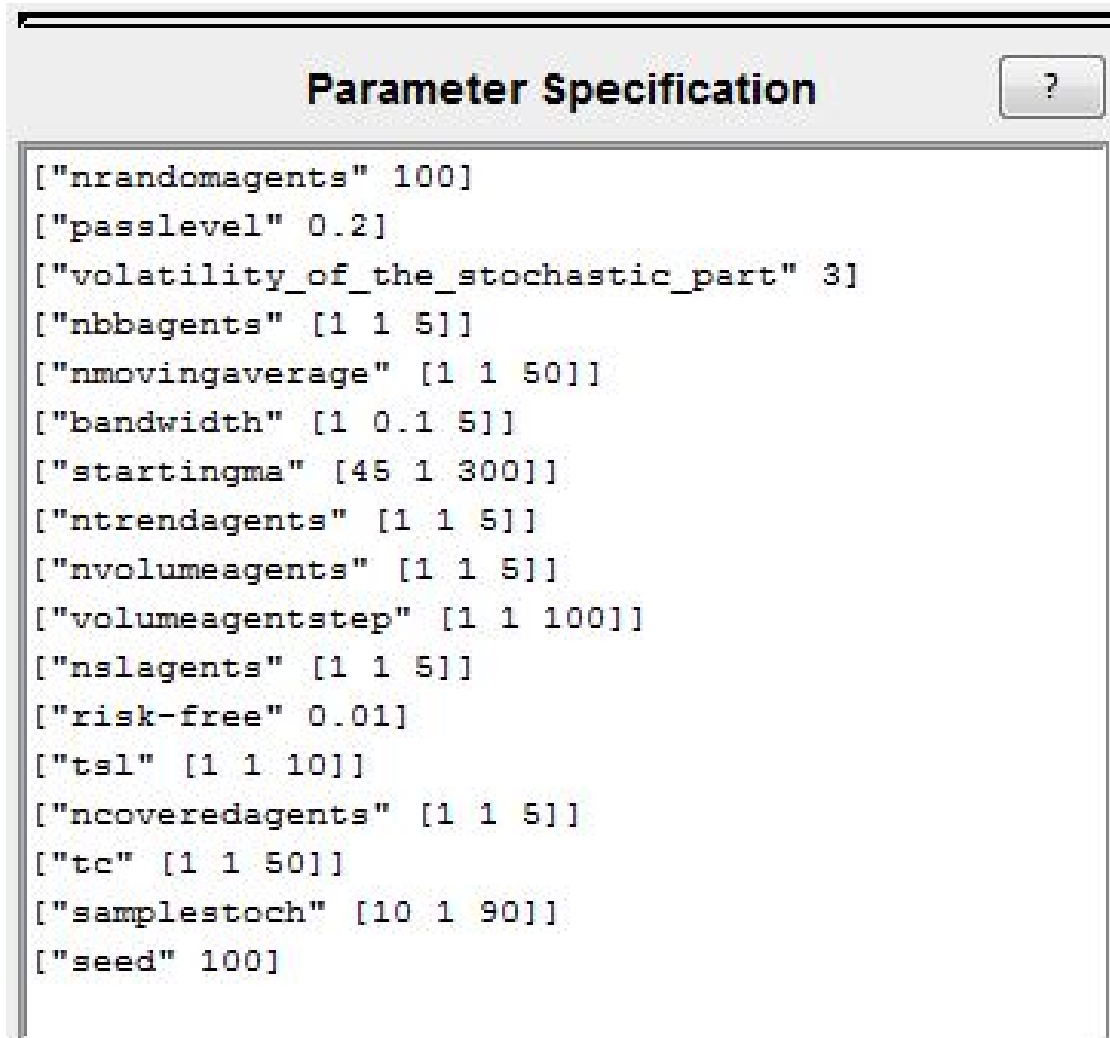 Parameter Specification
?
["nrandomagents" 100]
["passlevel" 0.2]
["volatility_of_the_stochastic_part" 3]
["nbbagents" [1 1 5]]
["nmovingaverage" [1 1 50]]
["bandwidth" [1 0.1 5]]
["startingma" [45 1 300]]
["ntrendagents" [1 1 5]]
["nvolumeagents" [1 1 5]]
["volumeagentstep" [1 1 100]]
["nslagents" [1 1 5]]
["risk-free" 0.01]
["tsl" [1 1 10]]
["ncoveredagents" [1 1 5]]
["tc" [1 1 50]]
["samplestoch" [10 1 90]]
["seed" 100]